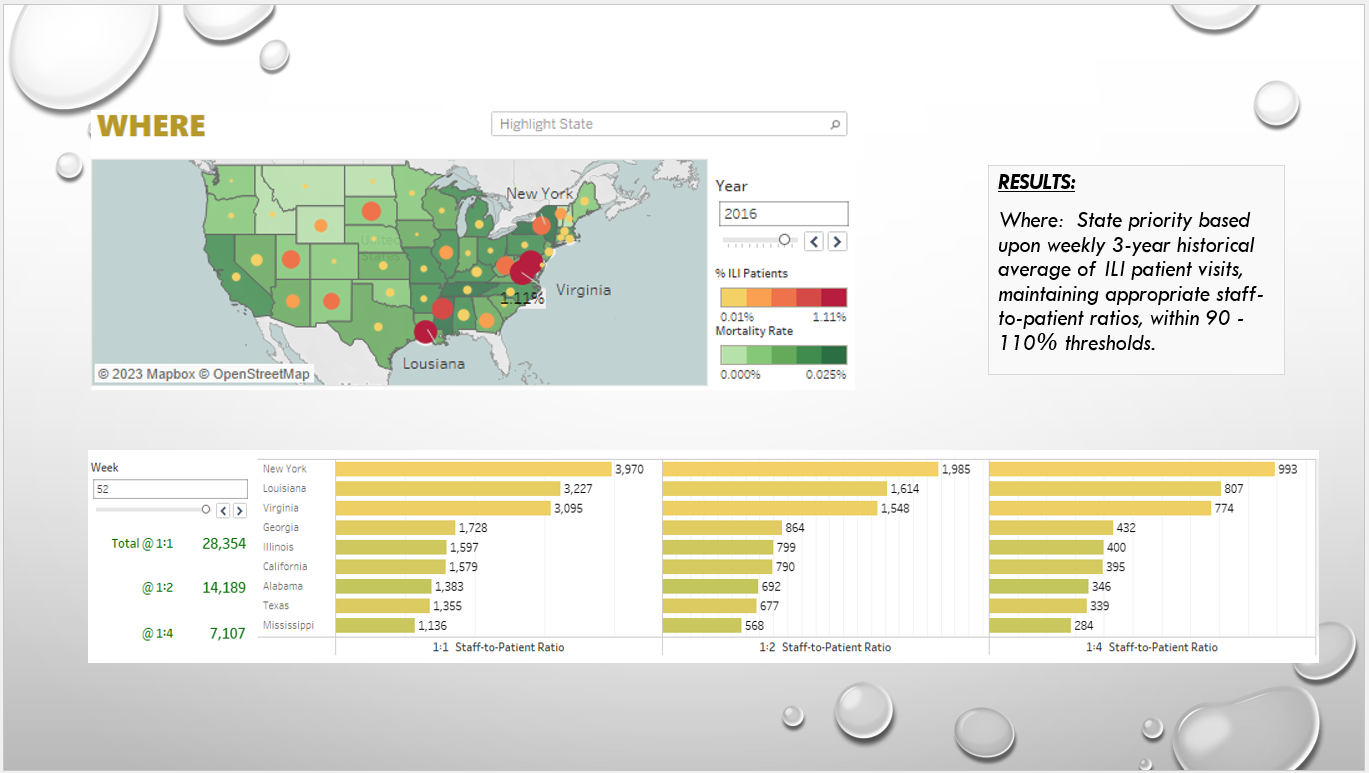 WHERE
Highlight State
New York
United
States
1.11%
Virginia
Lousiana
© 2023 Mapbox © OpenStreetMap
Year
2016
% ILI Patients
0.01% 1.11%
Mortality Rate
0.000% 0.025%
RESULTS:
Where: State priority based
upon weekly 3-year historical
average of ILI patient visits,
maintaining appropriate staff-
to-patient ratios, within 90 -
110% thresholds.
Week
52
Total @ 1:1 28,354
@ 1:2 14,189
@ 1:4 7,107
New York 3,970 1,985 993
Louisiana 3,227 1,614 807
Virginia 3,095 1,548 774
Georgia 1,728 864 432
Illinois 1,597 799 400
California 1,579 790 395
Alabama 1,383 692 346
Texas 1,355 677 339
Mississippi 1,136 568 284
1:1 Staff-to-Patient Ratio 1:2 Staff-to-Patient Ratio 1:4 Staff-to-Patient Ratio